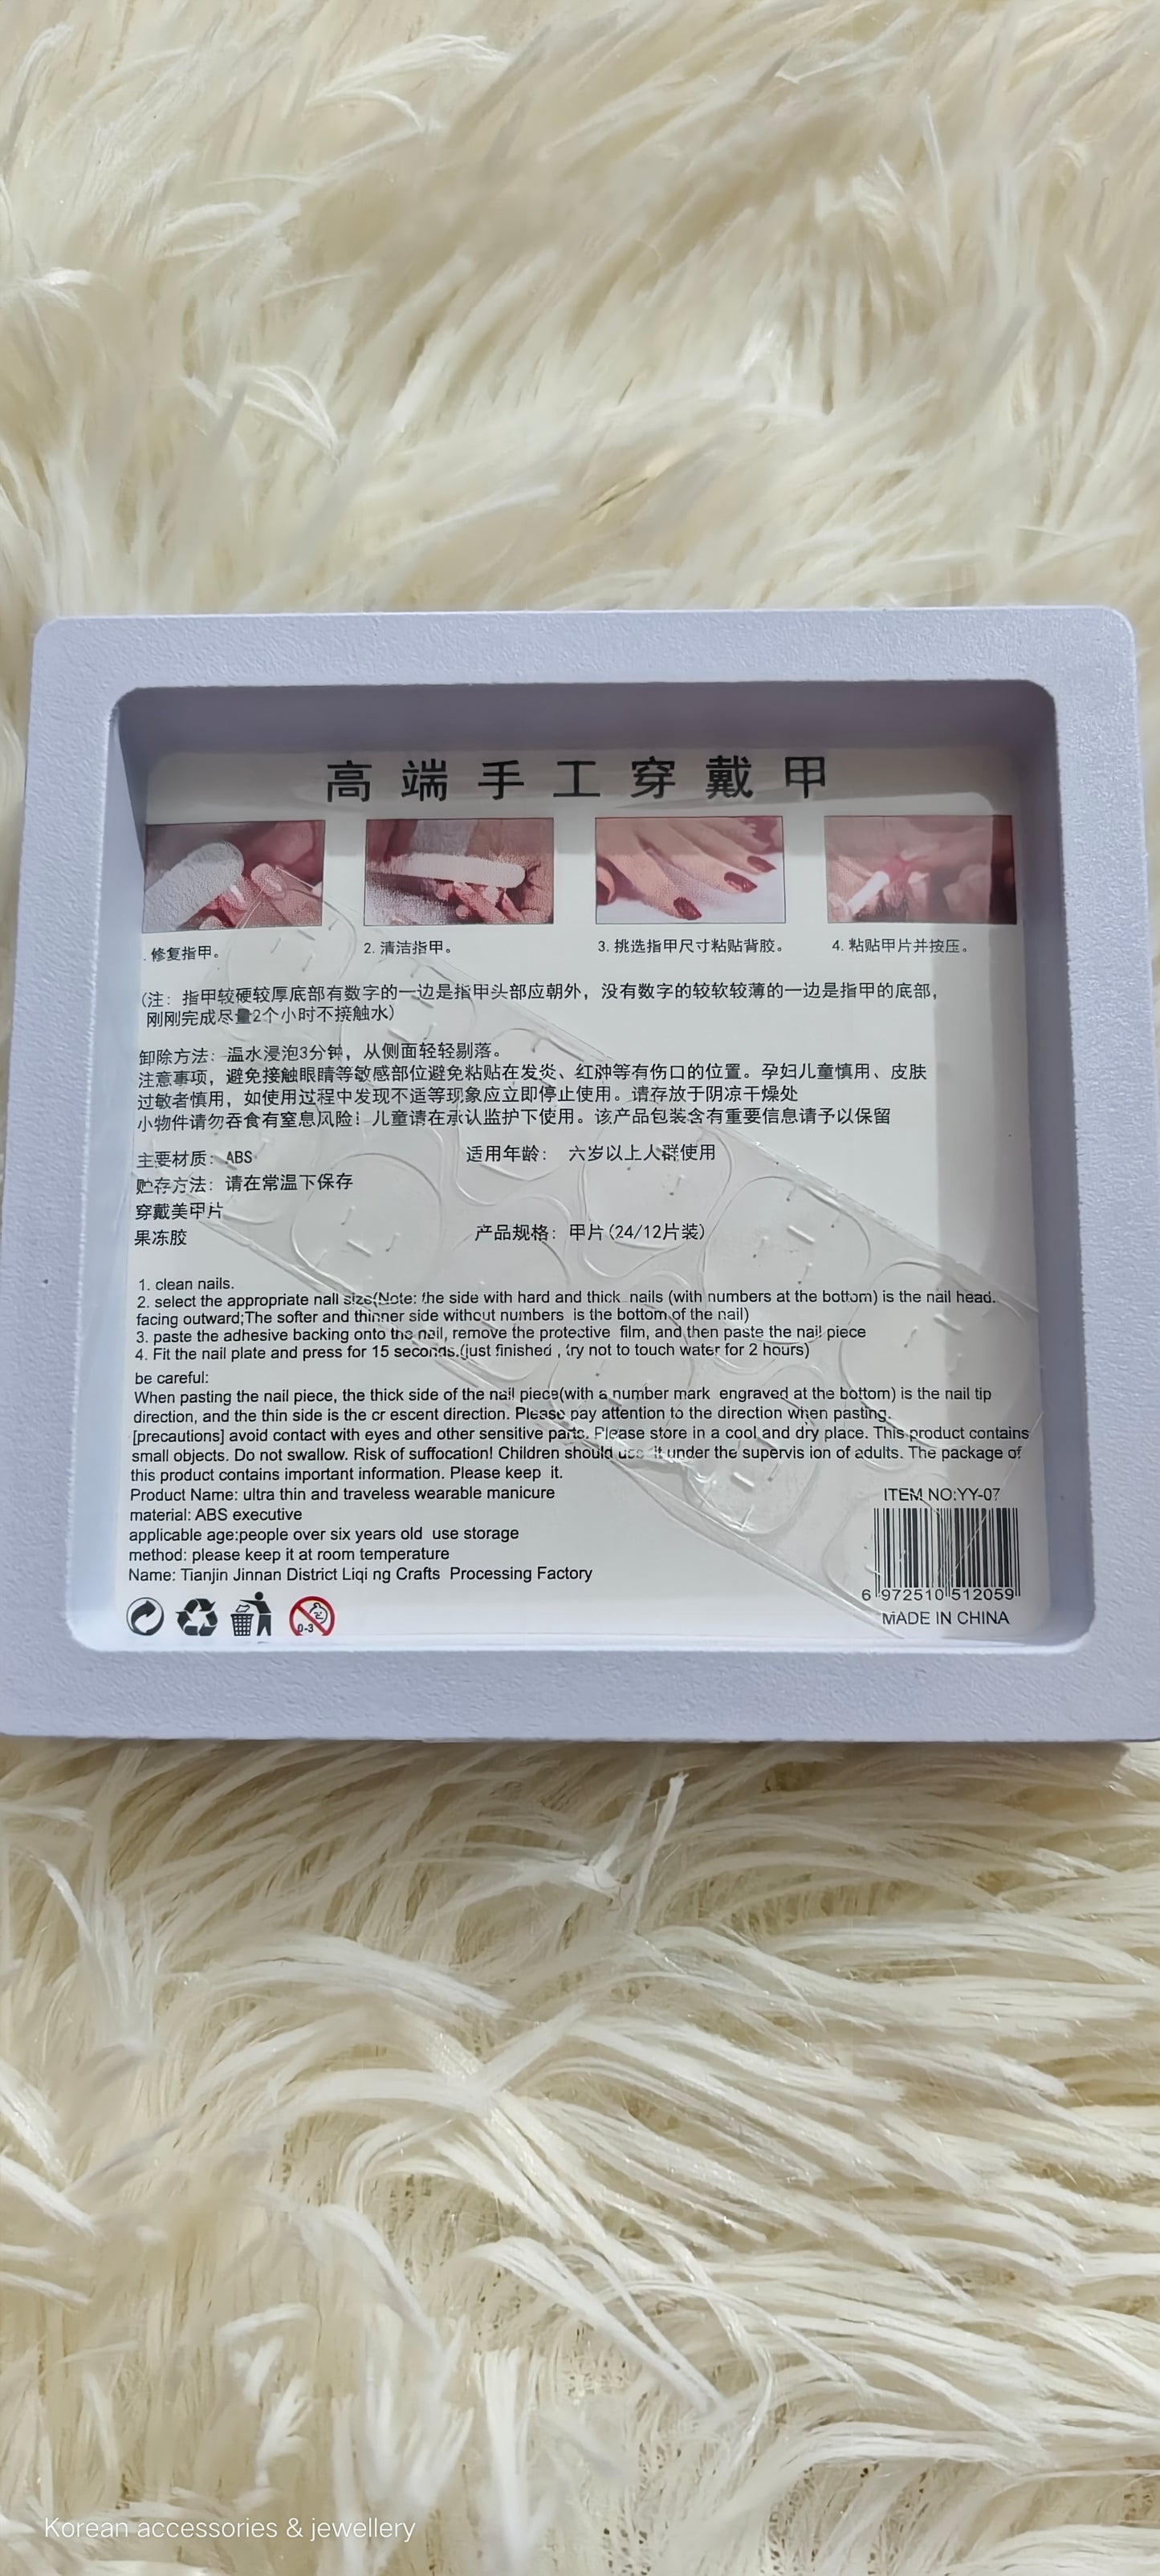 高端手工穿戴甲
. 修复指甲。
2. 清洁指甲。
3. 挑选指甲尺寸粘贴背胶。
4. 粘贴甲片并按压。
(注: 指甲较硬较厚底部有数字的一边是指甲头部应朝外，没有数字的较软较薄的一边是指甲的底部，
刚刚完成尽量2个小时不接触水)
卸除方法: 温水浸泡3分钟，从侧面轻轻剔落。
注意事项，避免接触眼睛等敏感部位避免粘贴在发炎、红肿等有伤口的位置。孕妇儿童慎用、皮肤
过敏者慎用，如使用过程中发现不适等现象应立即停止使用。请存放于阴凉干燥处
小物件请勿吞食有窒息风险! 儿童请在承认监护下使用。该产品包装含有重要信息请予以保留
主要材质: ABS
适用年龄: 六岁以上人群使用
贮存方法: 请在常温下保存
穿戴美甲片
果冻胶
产品规格: 甲片(24/12片装)
1. clean nails.
2. select the appropriate nall size(Note: the side with hard and thick nails (with numbers at the bottom) is the nail head.
facing outward;The softer and thinner side without numbers is the bottom of the nail)
3. paste the adhesive backing onto the nail, remove the protective film, and then paste the nail piece
4. Fit the nail plate and press for 15 seconds.(just finished , try not to touch water for 2 hours)
be careful:
When pasting the nail piece, the thick side of the nail piece(with a number mark engraved at the bottom) is the nail tip
direction, and the thin side is the cr escent direction. Please pay attention to the direction when pasting.
[precautions] avoid contact with eyes and other sensitive parts. Please store in a cool and dry place. This product contains
small objects. Do not swallow. Risk of suffocation! Children should use it under the supervis ion of adults. The package of
this product contains important information. Please keep it.
Product Name: ultra thin and traveless wearable manicure
material: ABS executive
applicable age:people over six years old use storage
method: please keep it at room temperature
Name: Tianjin Jinnan District Liqi ng Crafts Processing Factory
ITEM NO:YY-07
6 972510 512059
MADE IN CHINA
0-3
Korean accessories & jewellery